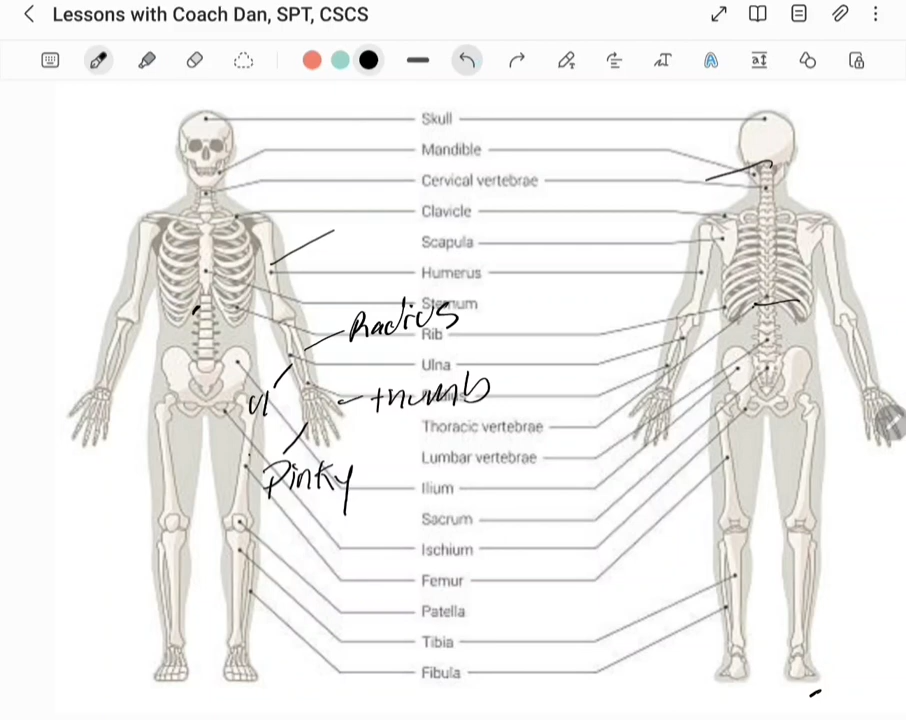 Lessons with Coach Dan, SPT, CSCS
Skull
Mandible
Cervical vertebrae
Clavicle
Scapula
Humerus
Sternum
Radius
Rib
Ulna
Ul
thumb
Thoracic vertebrae
Lumbar vertebrae
Pinky
Ilium
Sacrum
Ischium
Femur
Patella
Tibia
Fibula